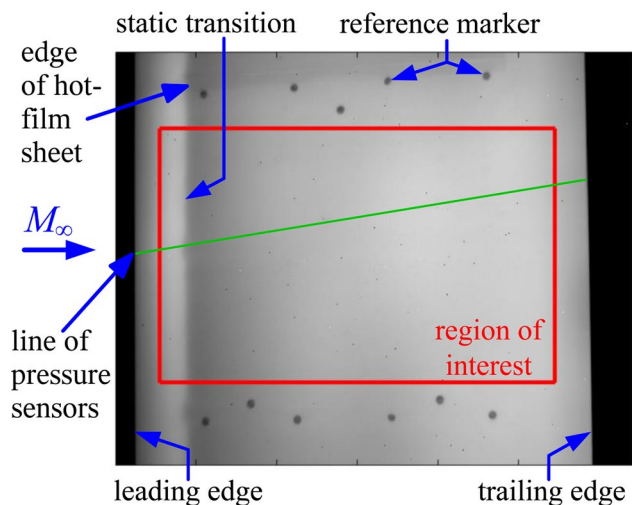 static transition
reference marker
edge
of hot-
film
sheet
M∞
line of
pressure
sensors
region of
interest
leading edge
trailing edge